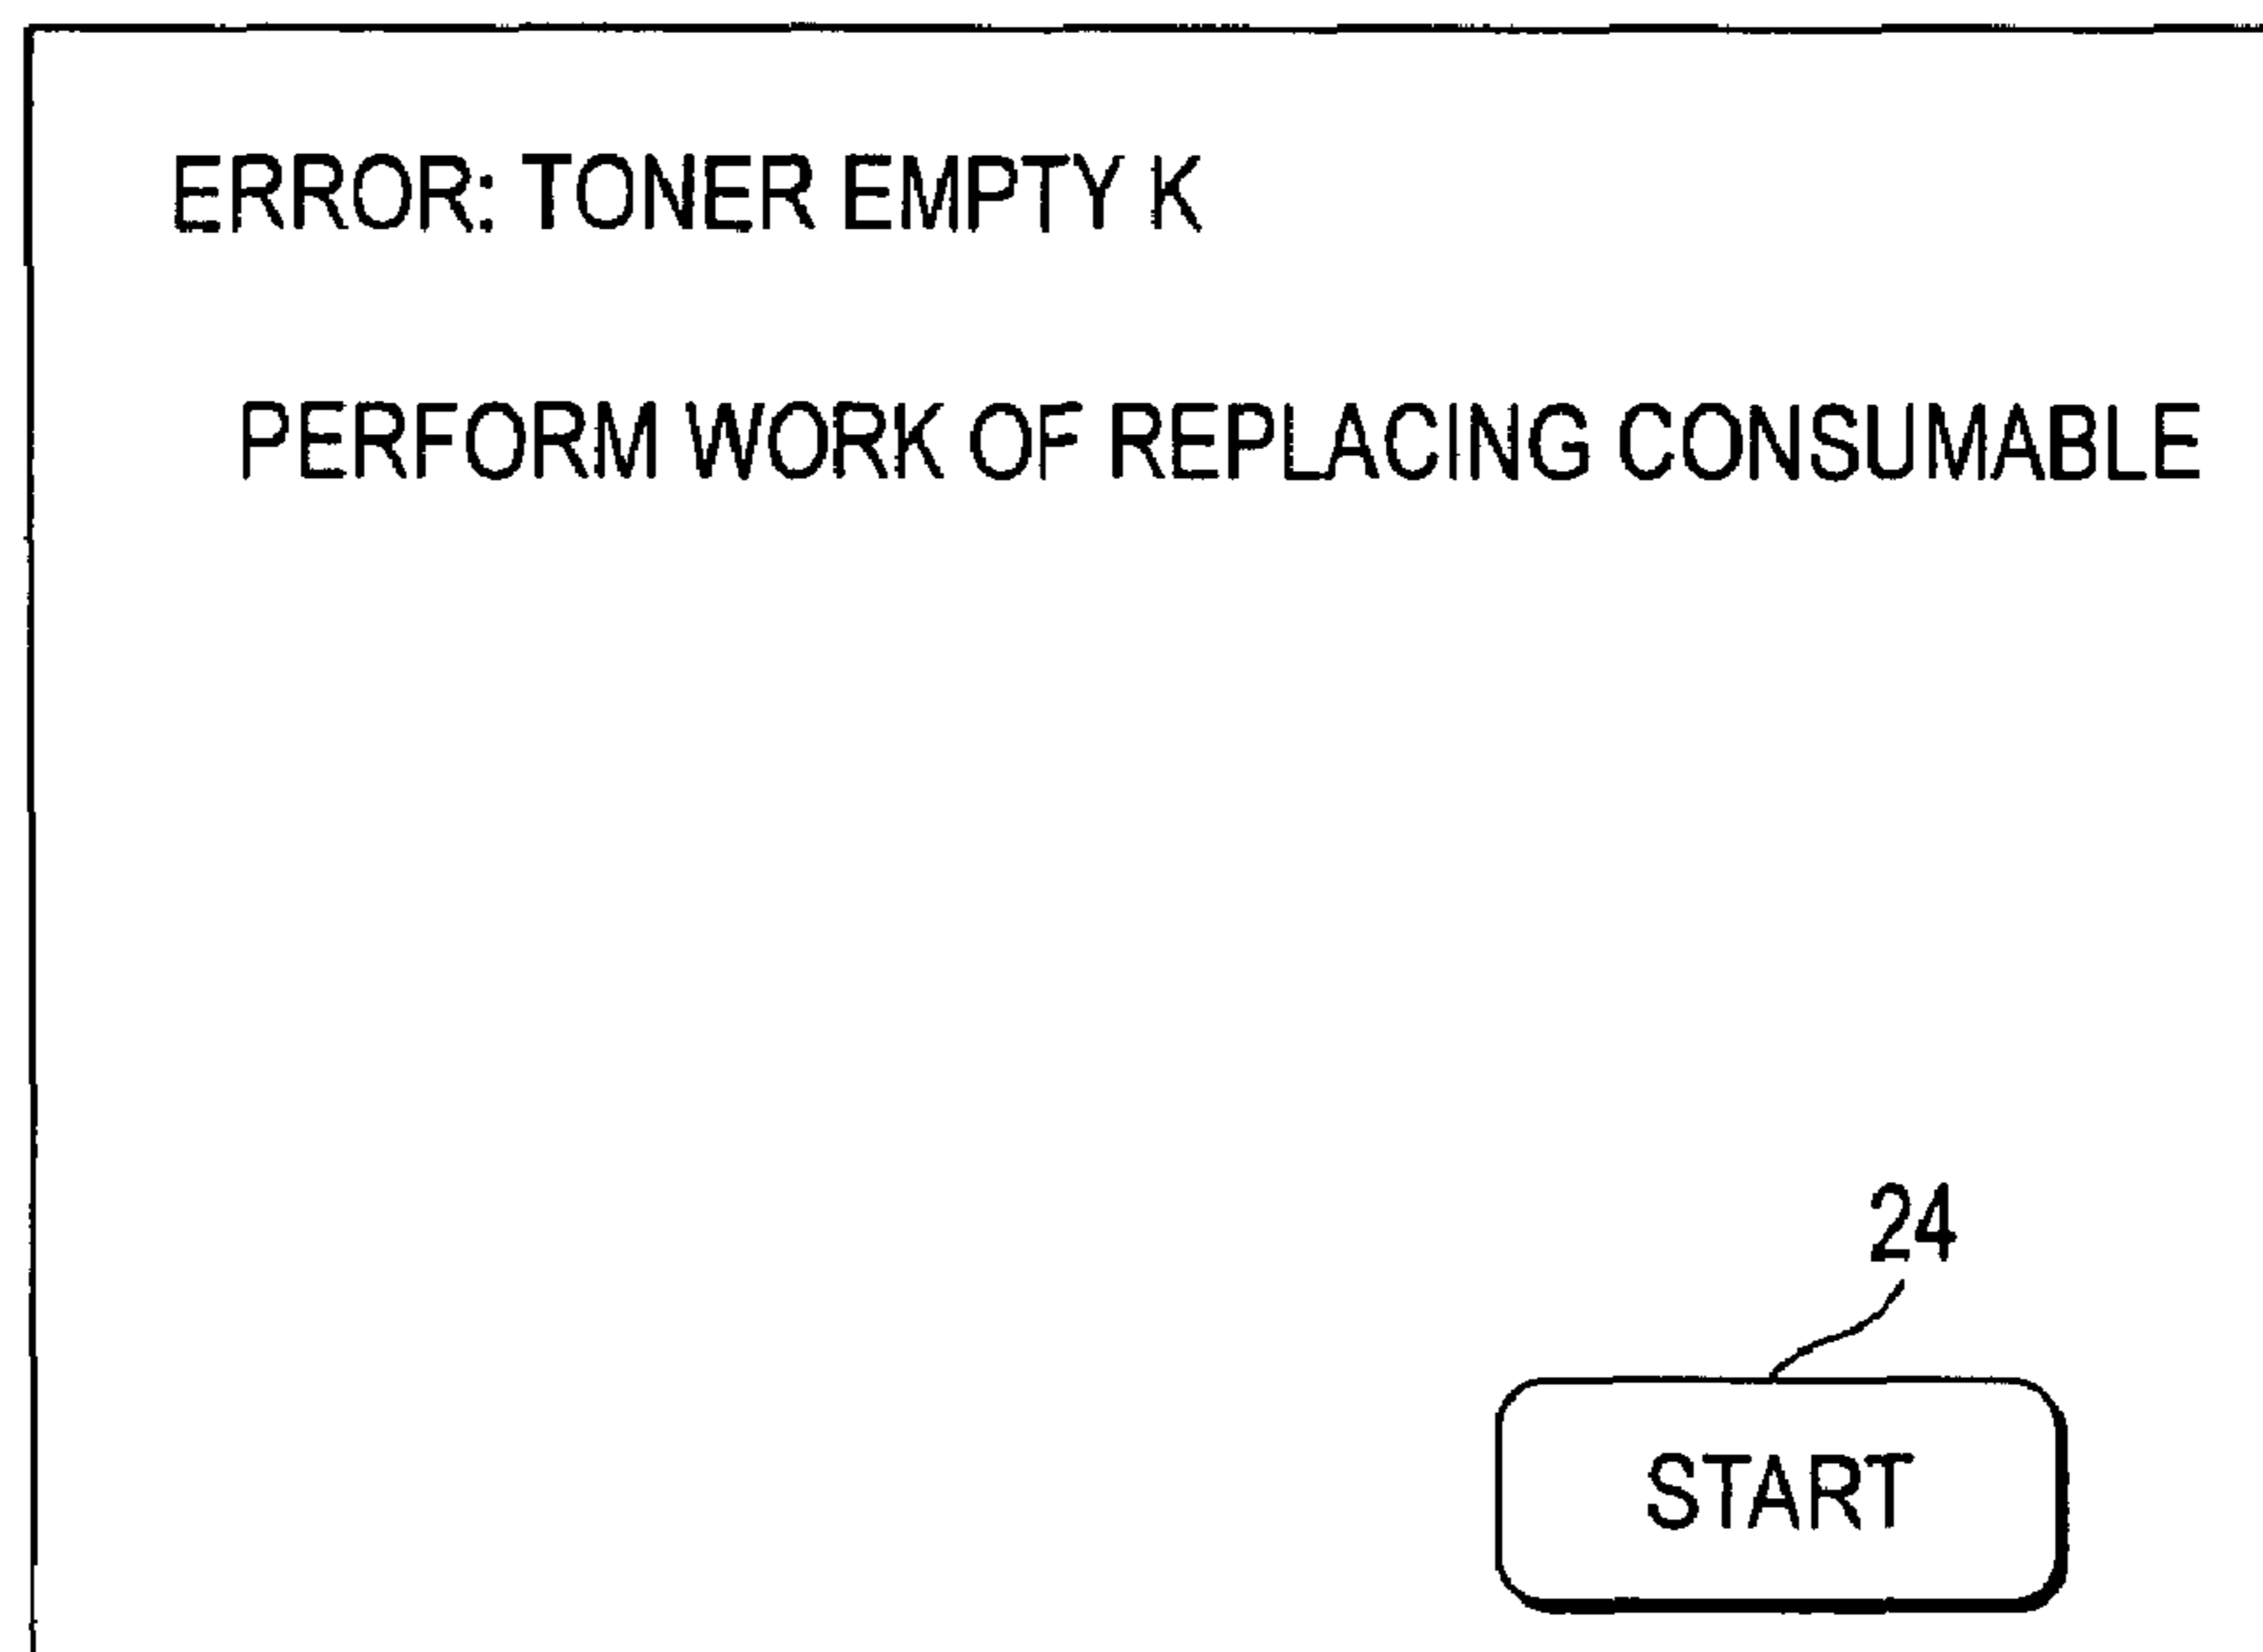 ERROR: TONER EMPTY K
PERFORM WORK OF REPLACING CONSUMABLE
24
START